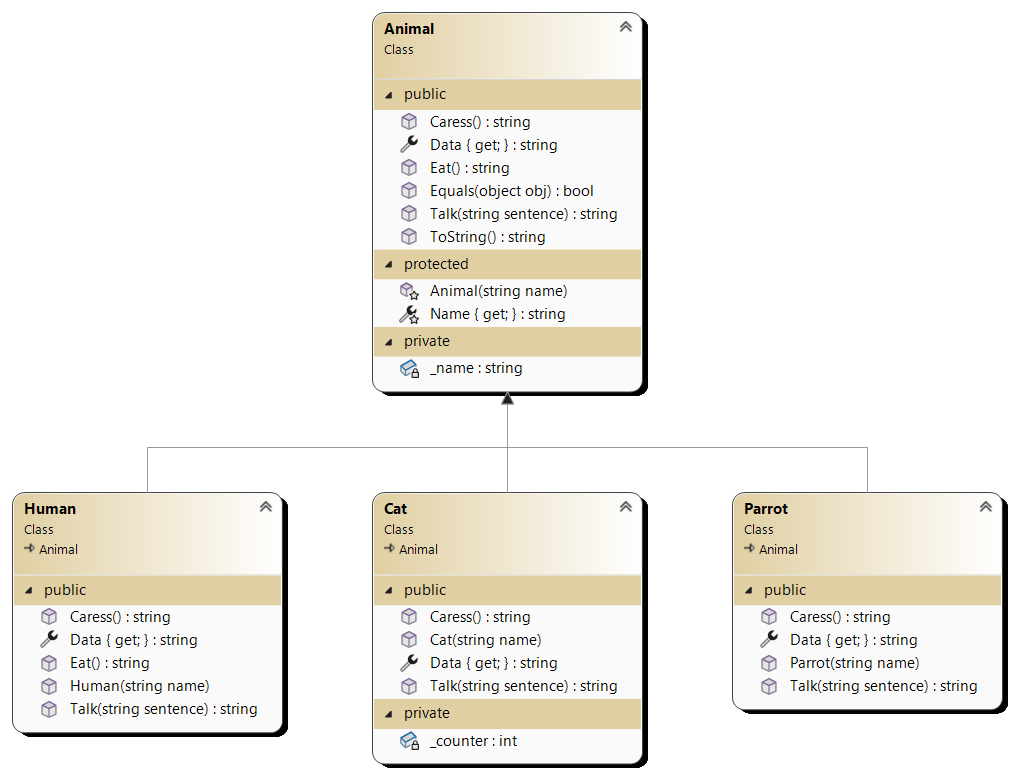 Animal
Class
public
Caress() : string
Data { get; } : string
Eat() : string
Equals(object obj) : bool
Talk(string sentence) : string
ToString() : string
protected
Animal(string name)
Name { get; } : string
private
_name : string
Human
Class
Animal
public
Caress() : string
Data { get; } : string
Eat() : string
Human(string name)
Talk(string sentence) : string
Cat
Class
Animal
public
Caress() : string
Cat(string name)
Data { get; } : string
Talk(string sentence) : string
private
_counter : int
Parrot
Class
Animal
public
Caress() : string
Data { get; } : string
Parrot(string name)
Talk(string sentence) : string